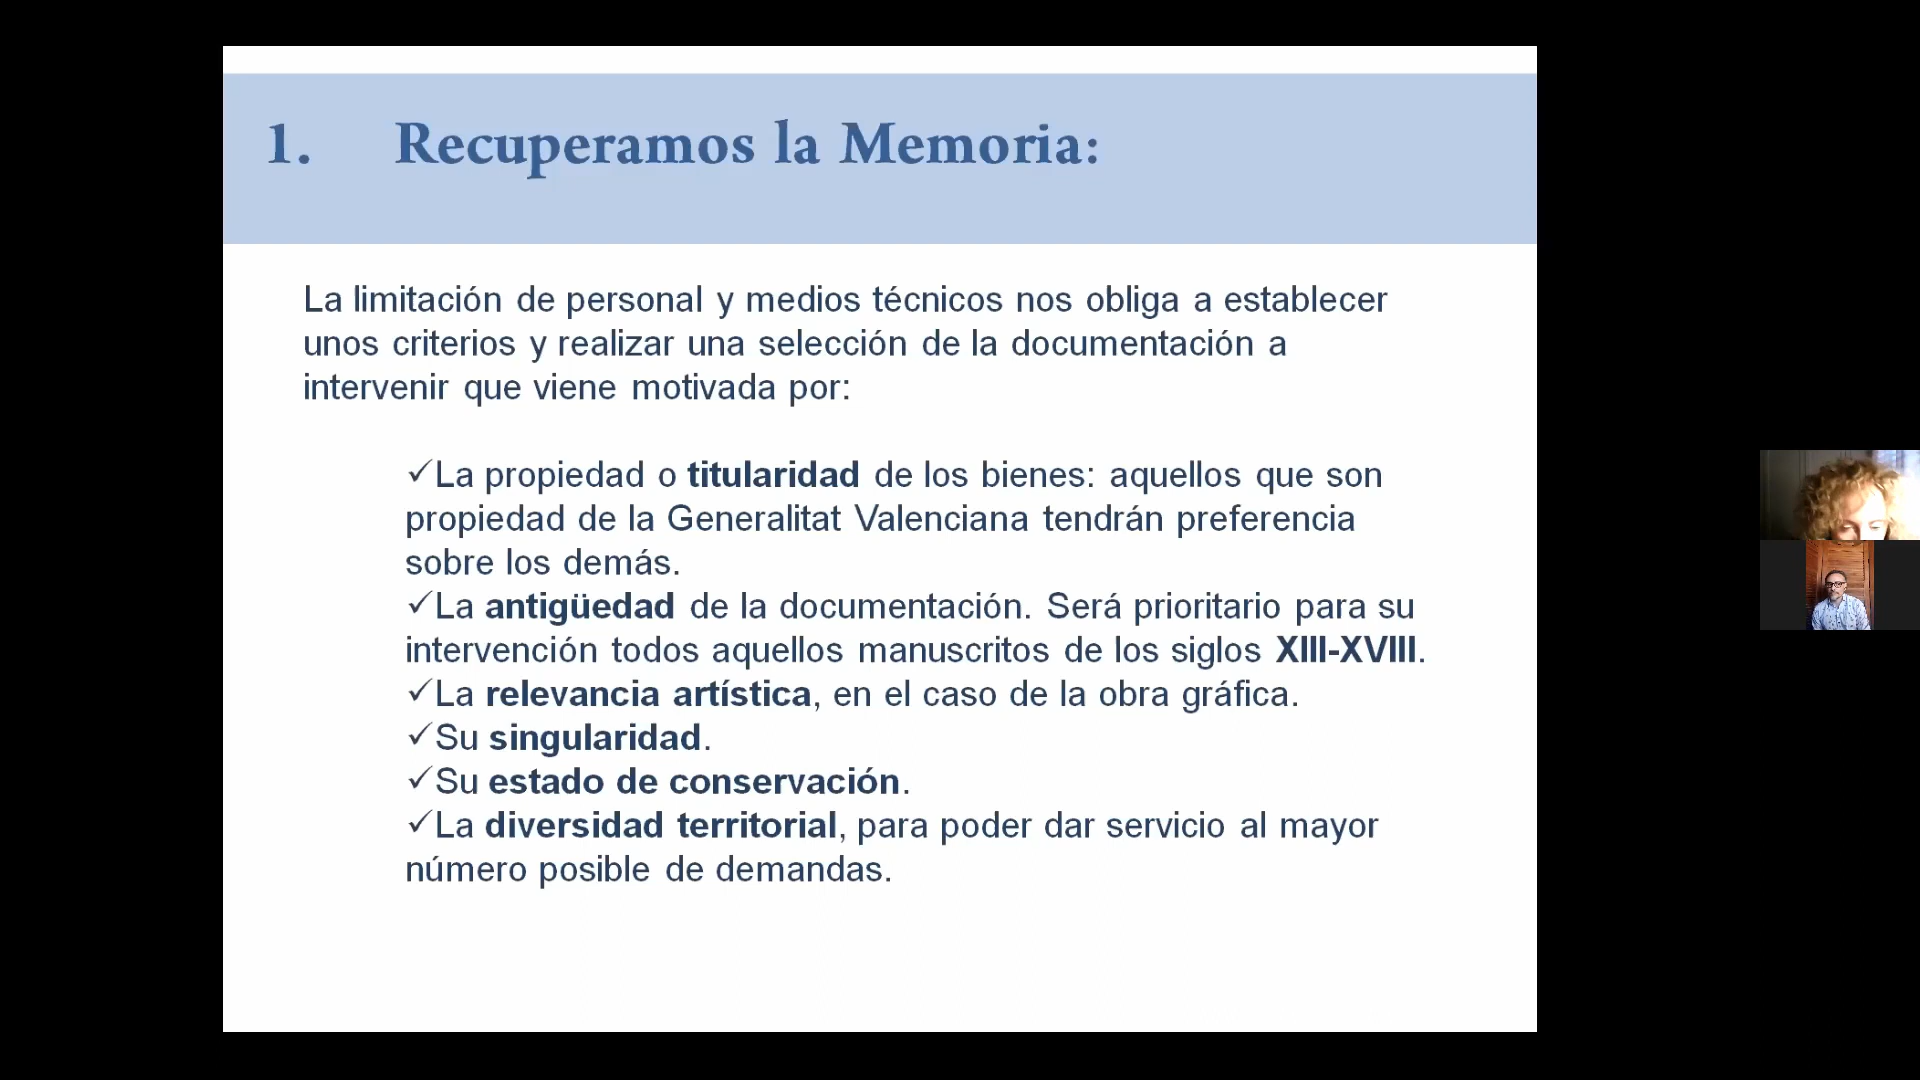 1. Recuperamos la Memoria:
La limitación de personal y medios técnicos nos obliga a establecer
unos criterios y realizar una selección de la documentación a
intervenir que viene motivada por:
✓La propiedad o titularidad de los bienes: aquellos que son
propiedad de la Generalitat Valenciana tendrán preferencia
sobre los demás.
✓La antigüedad de la documentación. Será prioritario para su
intervención todos aquellos manuscritos de los siglos XIII-XVIII.
✓La relevancia artística, en el caso de la obra gráfica.
✓Su singularidad.
✓Su estado de conservación.
✓La diversidad territorial, para poder dar servicio al mayor
número posible de demandas.